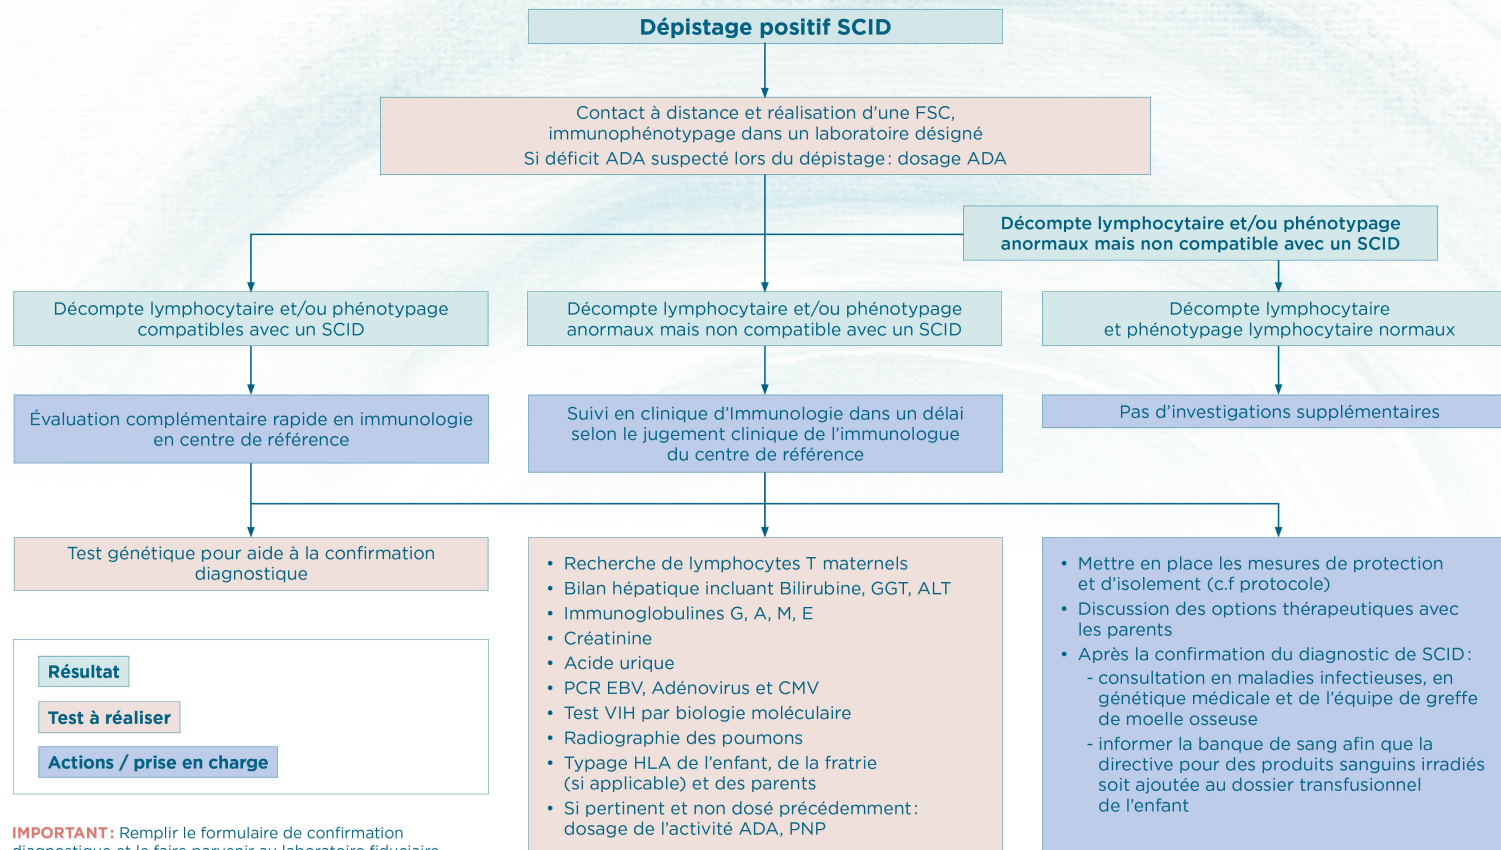 Dépistage positif SCID
Contact à distance et réalisation d'une FSC,
immunophénotypage dans un laboratoire désigné
Si déficit ADA suspecté lors du dépistage : dosage ADA
Décompte lymphocytaire et/ou phénotypage
anormaux mais non compatible avec un SCID
Décompte lymphocytaire et/ou phénotypage
compatibles avec un SCID
Décompte lymphocytaire et/ou phénotypage
anormaux mais non compatible avec un SCID
Décompte lymphocytaire
et phénotypage lymphocytaire normaux
Évaluation complémentaire rapide en immunologie
en centre de référence
Suivi en clinique d'Immunologie dans un délai
selon le jugement clinique de l'immunologue
du centre de référence
Pas d'investigations supplémentaires
Test génétique pour aide à la confirmation
diagnostique
• Recherche de lymphocytes T maternels
• Bilan hépatique incluant Bilirubine, GGT, ALT
• Immunoglobulines G, A, M, E
• Créatinine
• Acide urique
• PCR EBV, Adénovirus et CMV
• Test VIH par biologie moléculaire
• Radiographie des poumons
• Typage HLA de l'enfant, de la fratrie
(si applicable) et des parents
• Si pertinent et non dosé précédemment :
dosage de l'activité ADA, PNP
• Mettre en place les mesures de protection
et d'isolement (c.f protocole)
• Discussion des options thérapeutiques avec
les parents
• Après la confirmation du diagnostic de SCID :
- consultation en maladies infectieuses, en
génétique médicale et de l'équipe de greffe
de moelle osseuse
- informer la banque de sang afin que la
directive pour des produits sanguins irradiés
soit ajoutée au dossier transfusionnel
de l'enfant
Résultat
Test à réaliser
Actions / prise en charge
IMPORTANT : Remplir le formulaire de confirmation
diagnostique et le faire parvenir au laboratoire fiduciaire